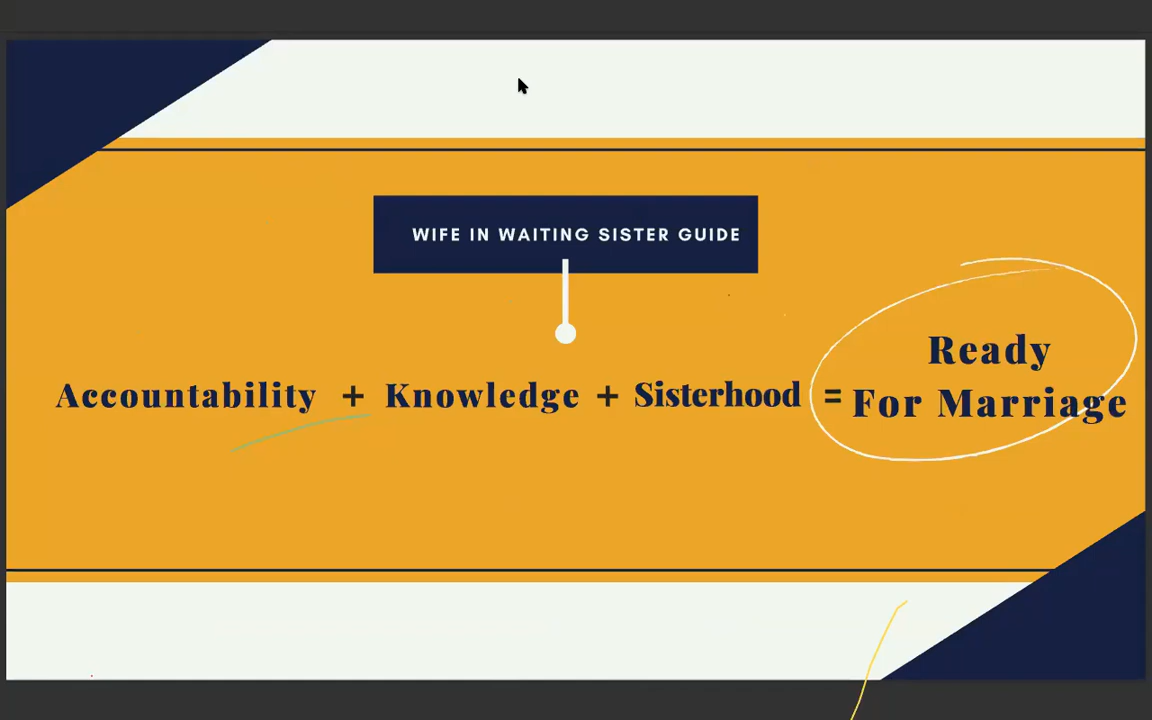 WIFE IN WAITING SISTER GUIDE
Accountability + Knowledge + Sisterhood = Ready For Marriage